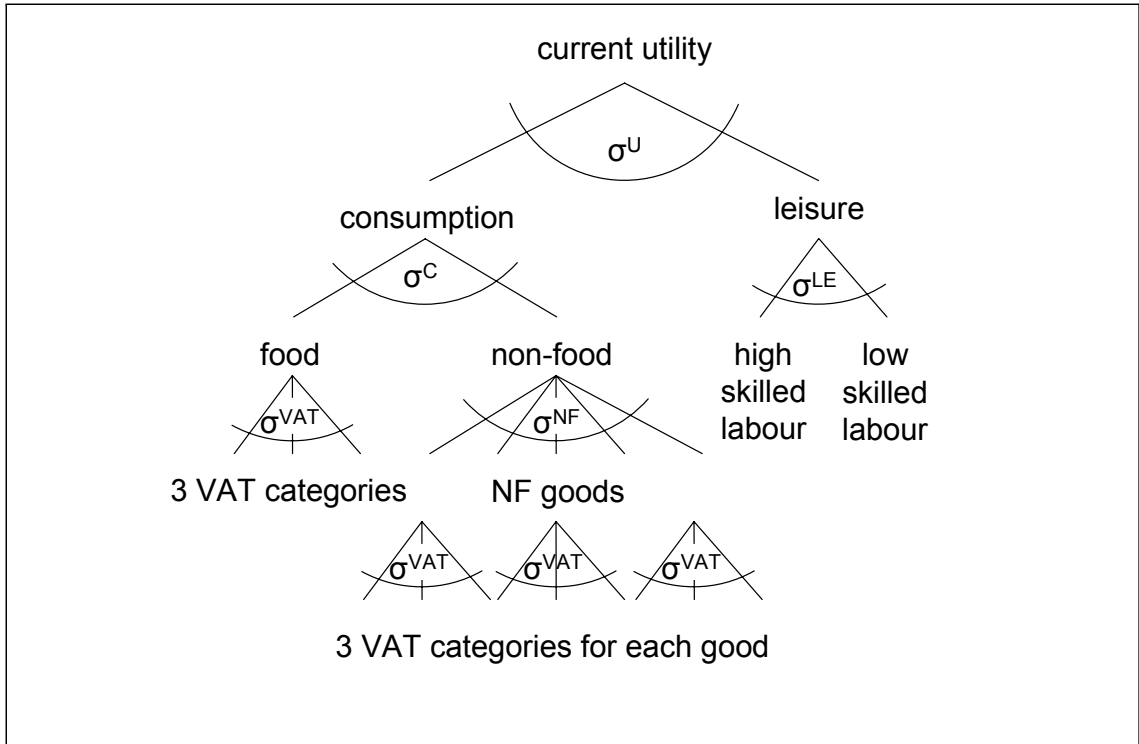 current utility
σᵁ
consumption
leisure
σᶜ
σᴸᴱ
food
non-food
high skilled labour
low skilled labour
σⱽᴬᵀ
σᴺᶠ
3 VAT categories
NF goods
σⱽᴬᵀ
σⱽᴬᵀ
σⱽᴬᵀ
3 VAT categories for each good